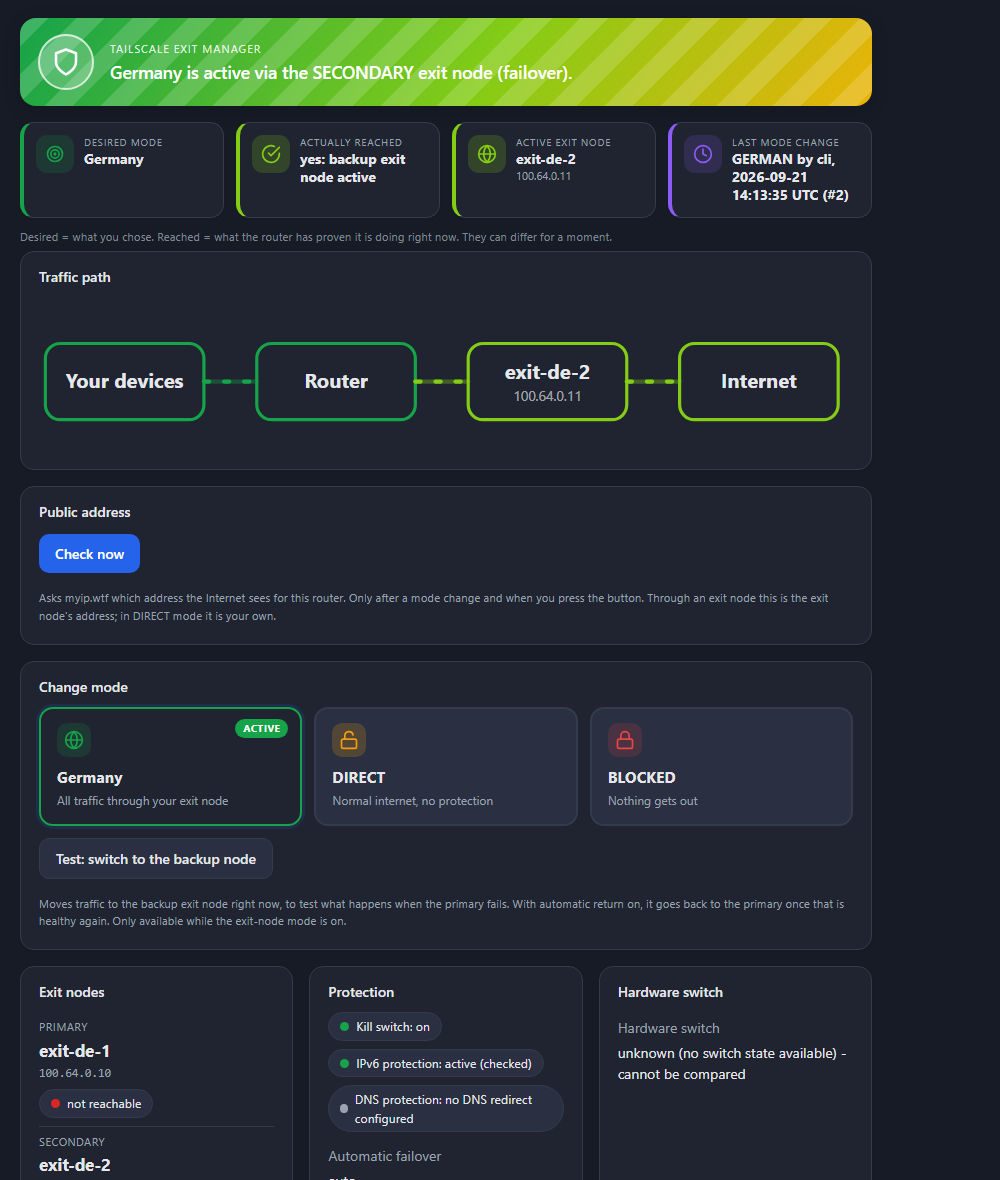 TAILSCALE EXIT MANAGER
Germany is active via the SECONDARY exit node (failover).
DESIRED MODE
Germany
ACTUALLY REACHED
yes: backup exit
node active
ACTIVE EXIT NODE
exit-de-2
100.64.0.11
LAST MODE CHANGE
GERMAN by cli,
2026-09-21
14:13:35 UTC (#2)
Desired = what you chose. Reached = what the router has proven it is doing right now. They can differ for a moment.
Traffic path
Your devices
Router
exit-de-2
100.64.0.11
Internet
Public address
Check now
Asks myip.wtf which address the Internet sees for this router. Only after a mode change and when you press the button. Through an exit node this is the exit
node's address; in DIRECT mode it is your own.
Change mode
ACTIVE
Germany
All traffic through your exit node
DIRECT
Normal internet, no protection
BLOCKED
Nothing gets out
Test: switch to the backup node
Moves traffic to the backup exit node right now, to test what happens when the primary fails. With automatic return on, it goes back to the primary once that is
healthy again. Only available while the exit-node mode is on.
Exit nodes
PRIMARY
exit-de-1
100.64.0.10
not reachable
SECONDARY
exit-de-2
Protection
Kill switch: on
IPv6 protection: active (checked)
DNS protection: no DNS redirect
configured
Automatic failover
Hardware switch
Hardware switch
unknown (no switch state available) -
cannot be compared